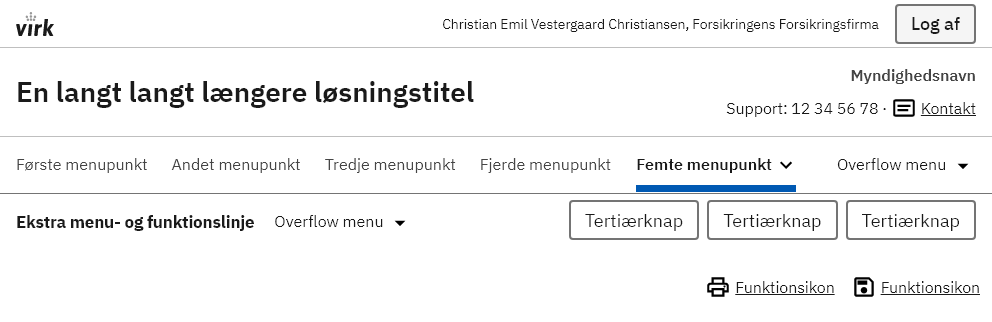 virk
Christian Emil Vestergaard Christiansen, Forsikringens Forsikringsfirma
Log af
En langt langt længere løsningstitel
Myndighedsnavn
Support: 12 34 56 78 · Kontakt
Første menupunkt Andet menupunkt Tredje menupunkt Fjerde menupunkt Femte menupunkt Overflow menu
Ekstra menu- og funktionslinje Overflow menu Tertiærknap Tertiærknap Tertiærknap
Funktionsikon Funktionsikon